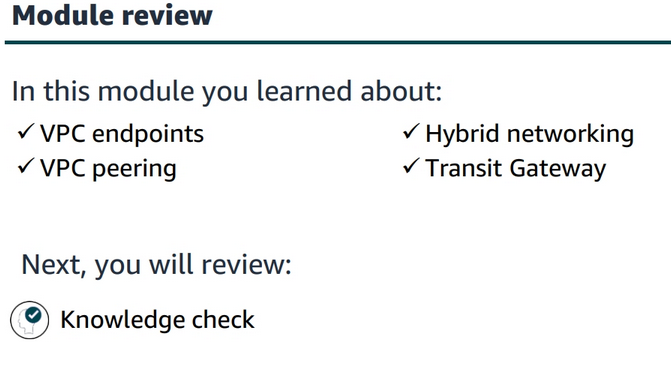 Module review
In this module you learned about:
✓ VPC endpoints
✓ VPC peering
✓ Hybrid networking
✓ Transit Gateway
Next, you will review:
Knowledge check